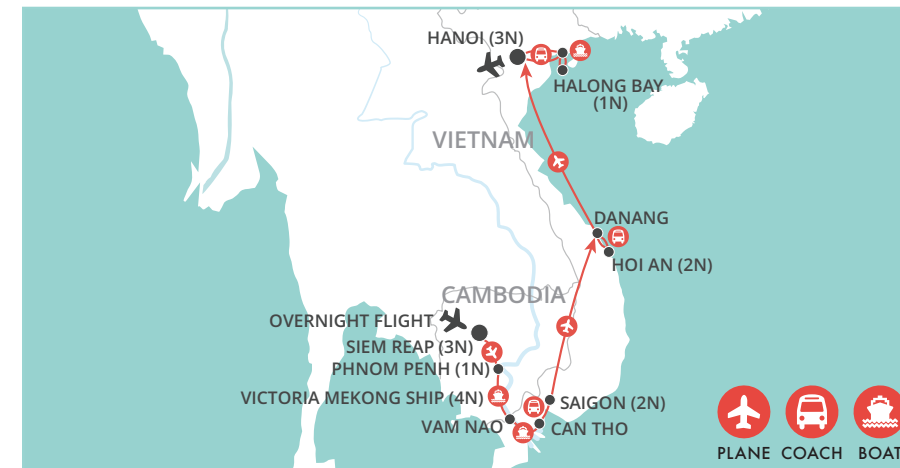 HANOI (3N)
HALONG BAY
(1N)
VIETNAM
DANANG
HOI AN (2N)
CAMBODIA
OVERNIGHT FLIGHT
SIEM REAP (3N)
PHNOM PENH (1N)
VICTORIA MEKONG SHIP (4N)
SAIGON (2N)
VAM NAO
CAN THO
PLANE COACH BOAT